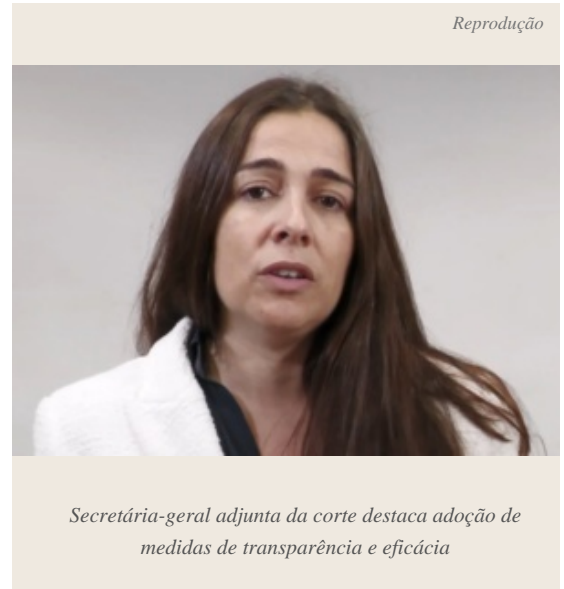 Reprodução
Secretária-geral adjunta da corte destaca adoção de
medidas de transparência e eficácia